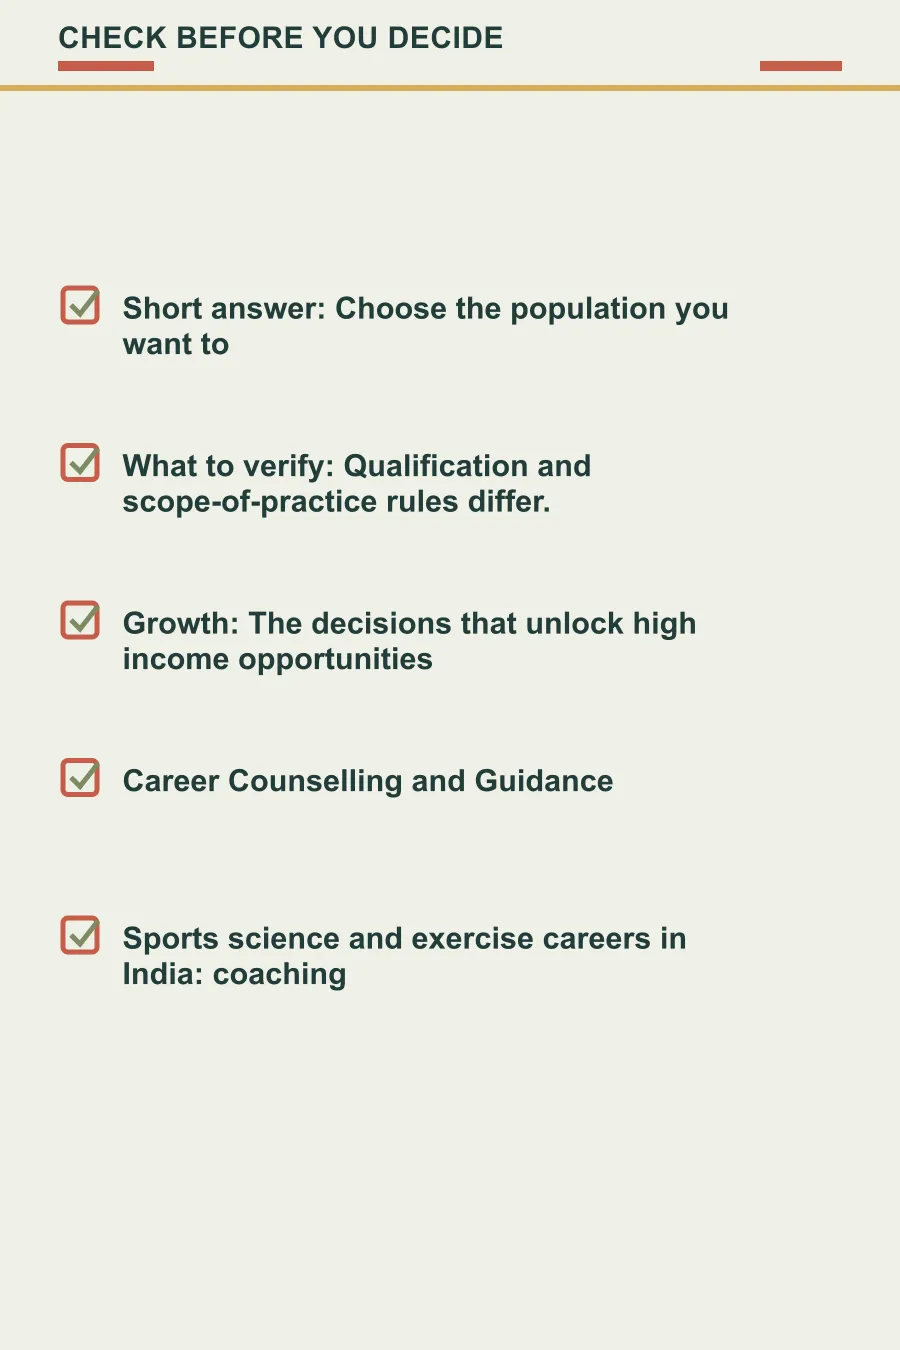 CHECK BEFORE YOU DECIDE
Short answer: Choose the population you
want to
What to verify: Qualification and
scope-of-practice rules differ.
Growth: The decisions that unlock high
income opportunities
Career Counselling and Guidance
Sports science and exercise careers in
India: coaching